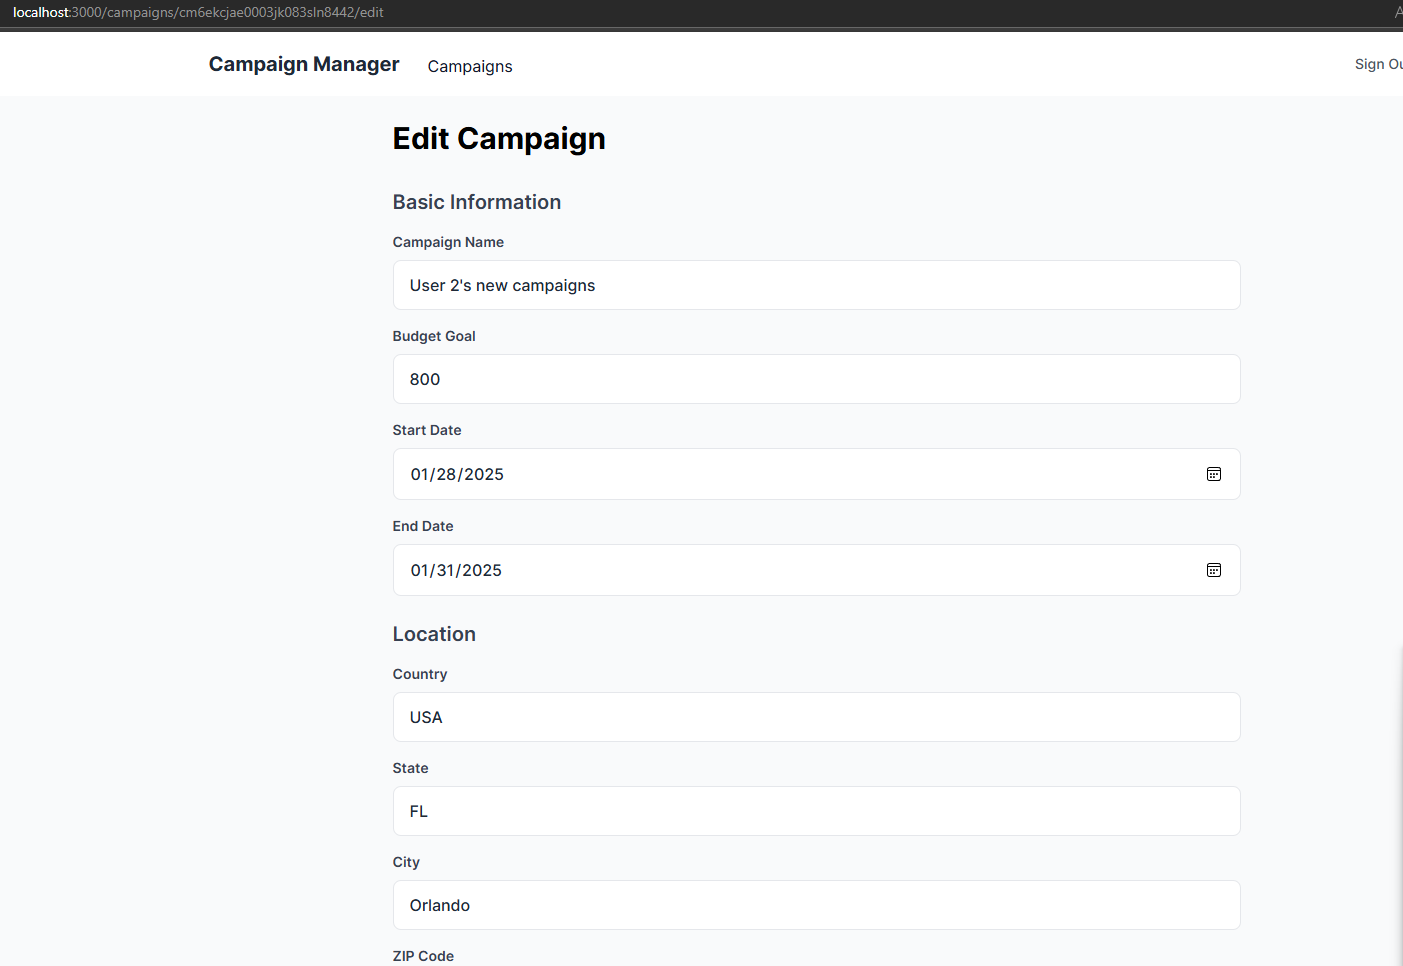 localhost:3000/campaigns/cm6ekcjae0003jk083sln8442/edit
Campaign Manager
Campaigns
Sign Ou
Edit Campaign
Basic Information
Campaign Name
User 2's new campaigns
Budget Goal
800
Start Date
01/28/2025
End Date
01/31/2025
Location
Country
USA
State
FL
City
Orlando
ZIP Code